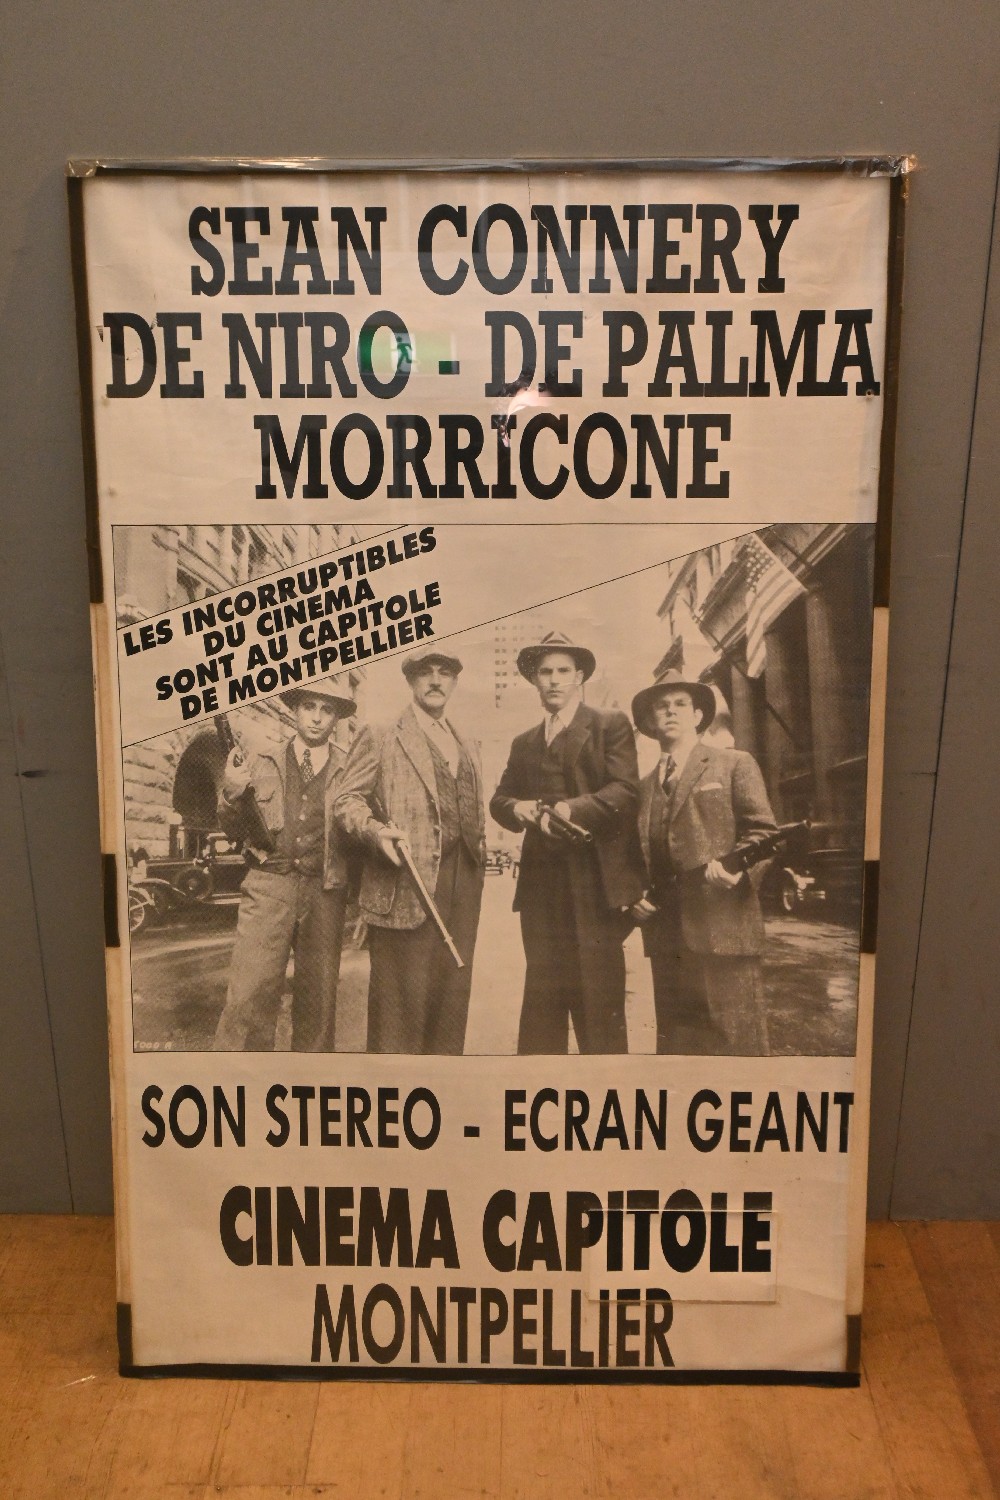 SEAN CONNERY
DE NIRO - DE PALMA
MORRICONE
LES INCORRUPTIBLES
DU CINEMA
SONT AU CAPITOLE
DE MONTPELLIER
SON STEREO - ECRAN GEANT
CINEMA CAPITOLE
MONTPELLIER